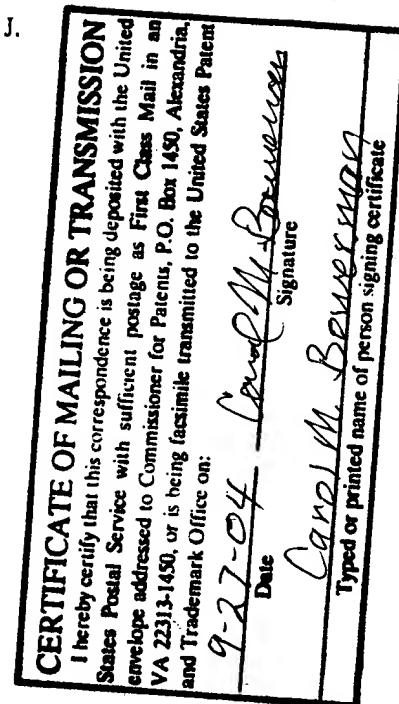 J.
CERTIFICATE OF MAILING OR TRANSMISSION
I hereby certify that this correspondence is being deposited with the United
States Postal Service with sufficient postage as First Class Mail in an
envelope addressed to Commissioner for Patents, P.O. Box 1450, Alexandria,
VA 22313-1450, or is being facsimile transmitted to the United States Patent
and Trademark Office on:
9-27-04 Carol M. Bowerman
Date Signature
Carol M. Bowerman
Typed or printed name of person signing certificate